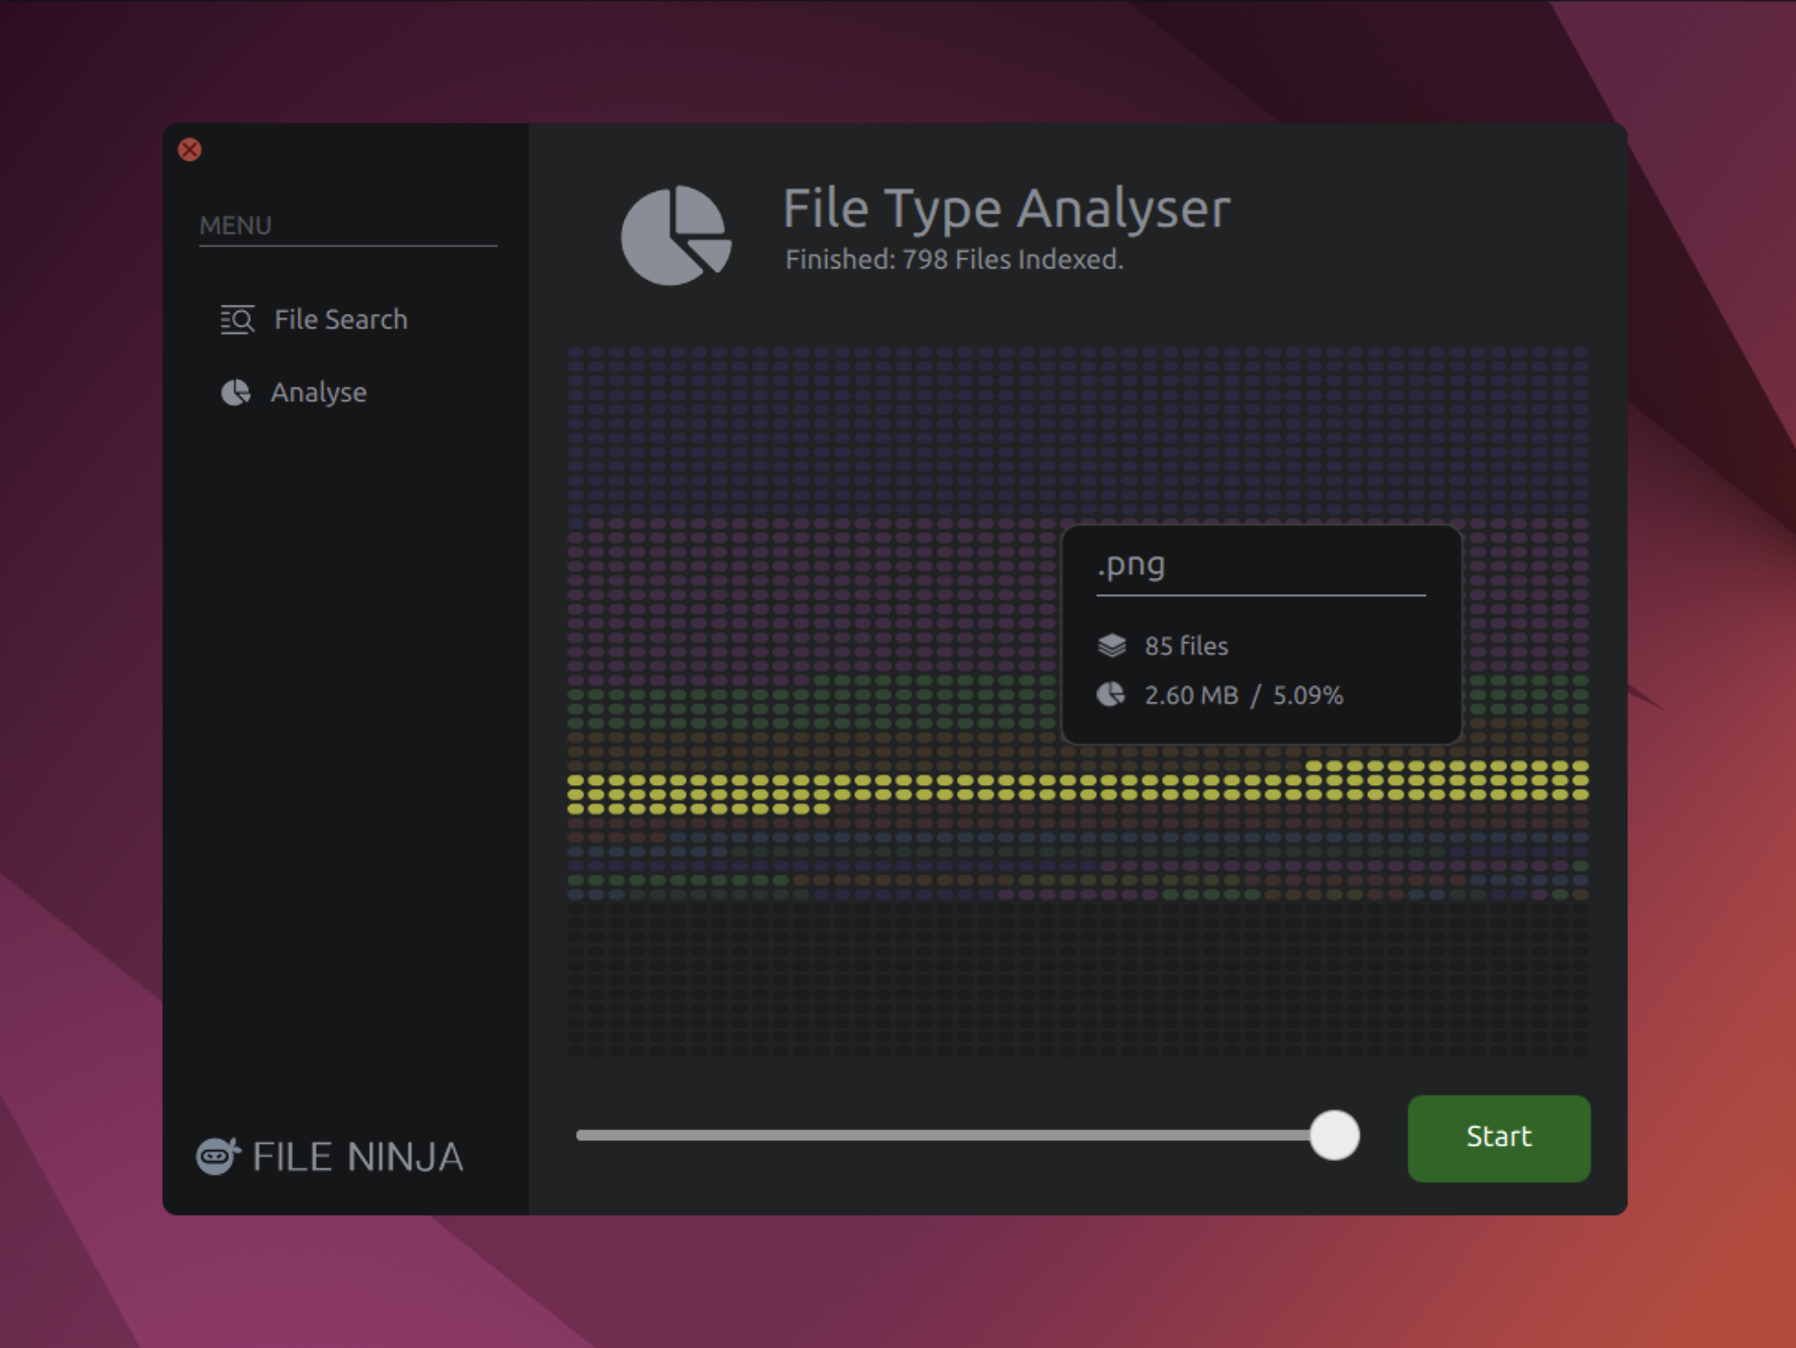 MENU
File Search
Analyse
FILE NINJA
File Type Analyser
Finished: 798 Files Indexed.
.png
85 files
2.60 MB / 5.09%
Start